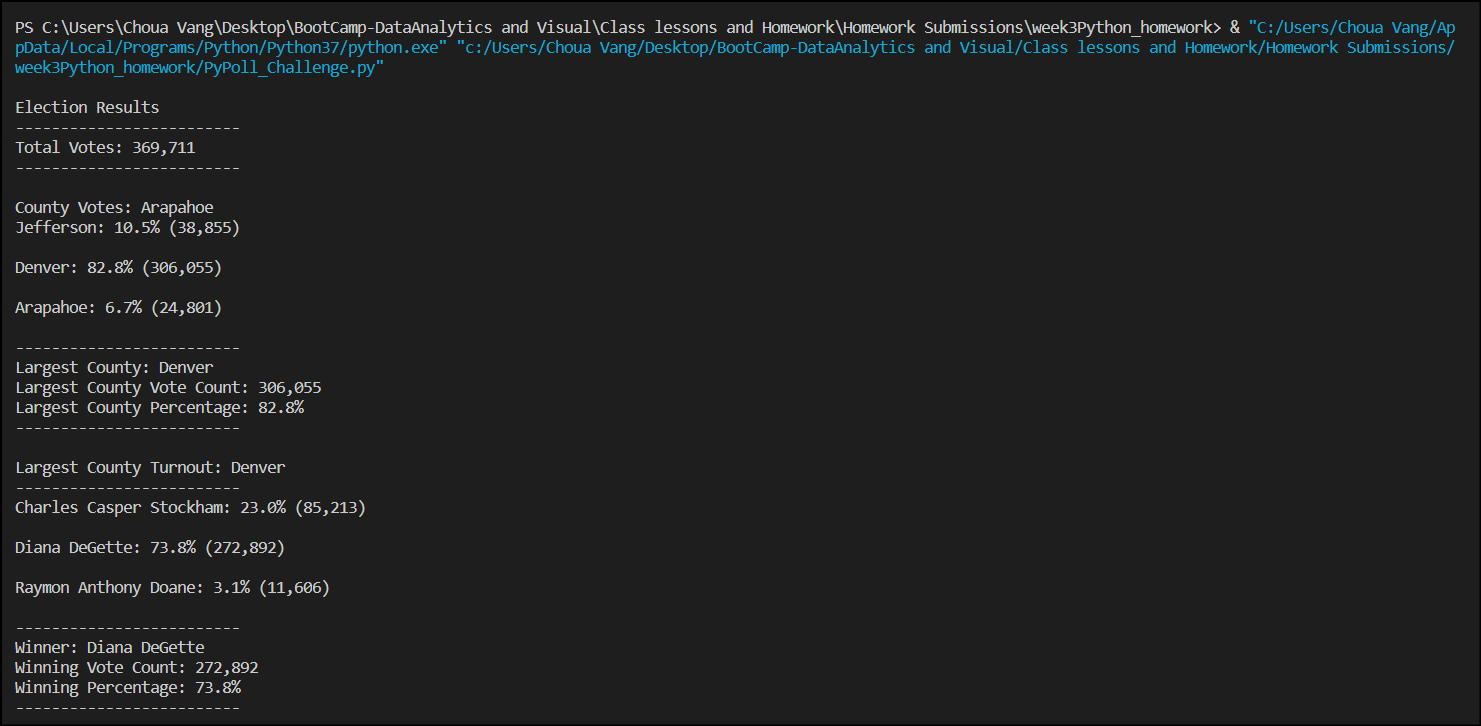 PS C:\Users\Choua Vang\Desktop\BootCamp-DataAnalytics and Visual\Class lessons and Homework\Homework Submissions\week3Python_homework> & "C:/Users/Choua Vang/Ap
pData/Local/Programs/Python/Python37/python.exe" "c:/Users/Choua Vang/Desktop/BootCamp-DataAnalytics and Visual/Class lessons and Homework/Homework Submissions/
week3Python_homework/PyPoll_Challenge.py"
Election Results
-------------------------
Total Votes: 369,711
-------------------------
County Votes: Arapahoe
Jefferson: 10.5% (38,855)
Denver: 82.8% (306,055)
Arapahoe: 6.7% (24,801)
-------------------------
Largest County: Denver
Largest County Vote Count: 306,055
Largest County Percentage: 82.8%
-------------------------
Largest County Turnout: Denver
-------------------------
Charles Casper Stockham: 23.0% (85,213)
Diana DeGette: 73.8% (272,892)
Raymon Anthony Doane: 3.1% (11,606)
-------------------------
Winner: Diana DeGette
Winning Vote Count: 272,892
Winning Percentage: 73.8%
-------------------------